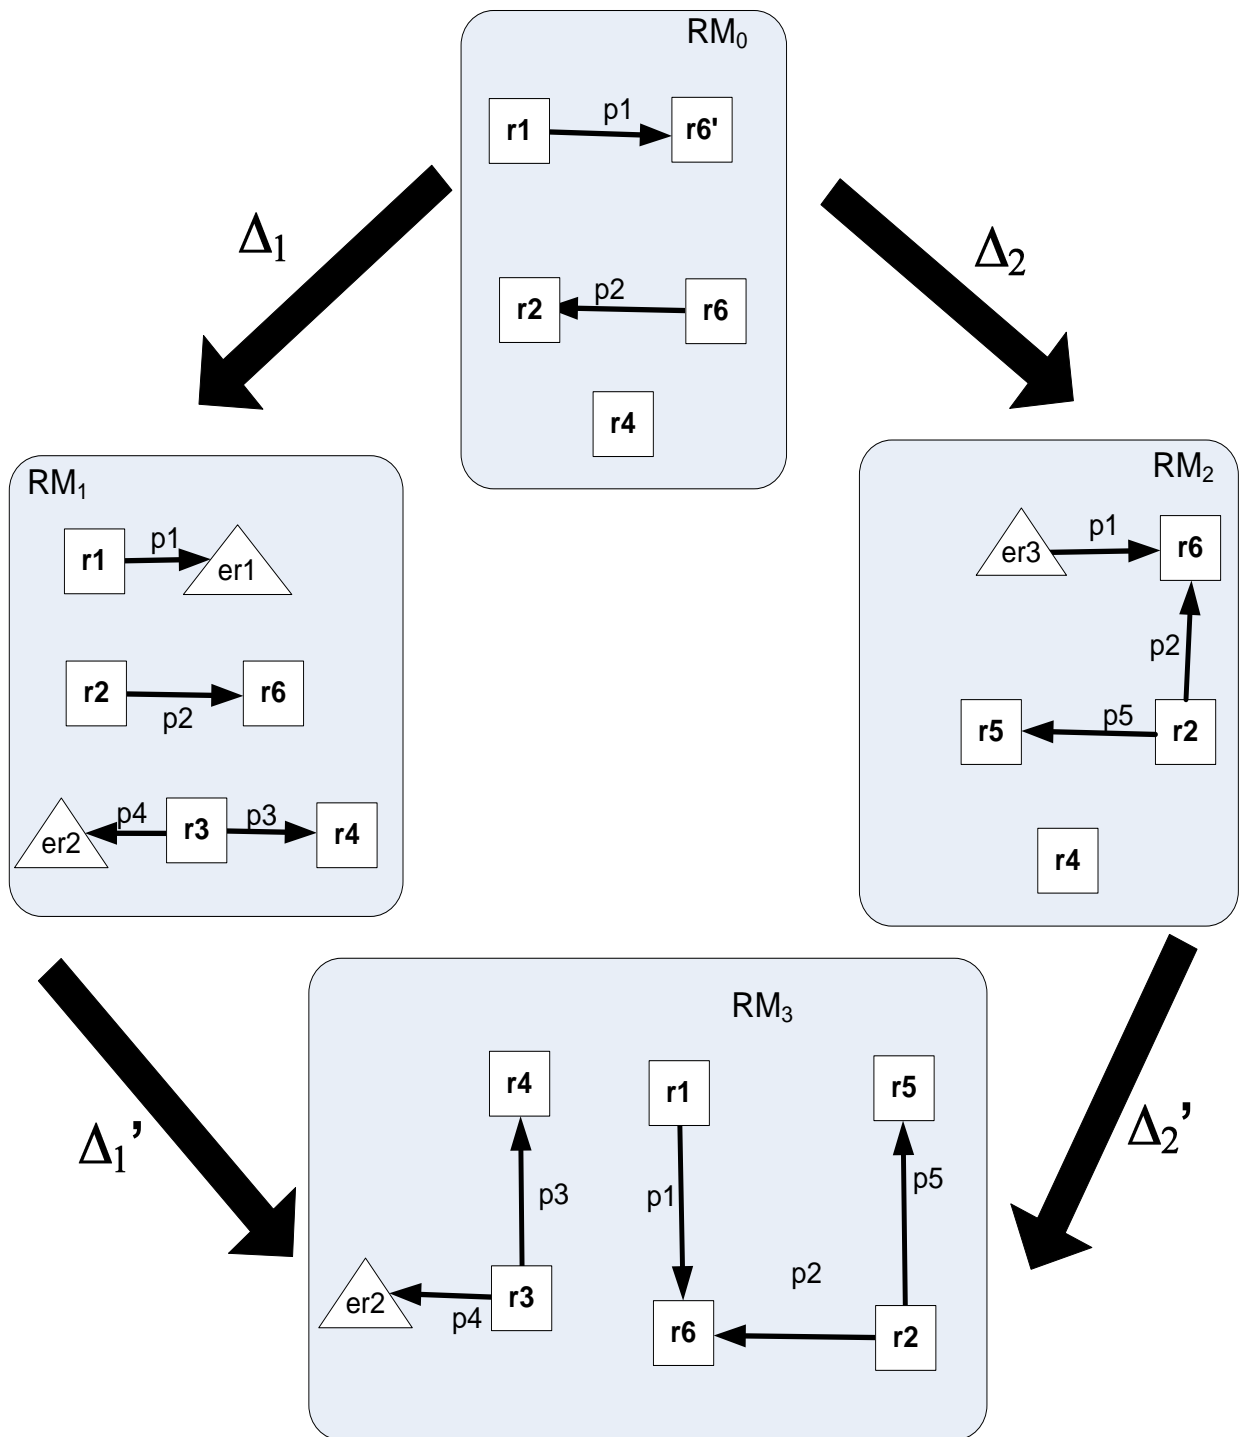 RM₀
r1
p1
r6'
r2
p2
r6
r4
Δ₁
Δ₂
RM₁
r1
p1
er1
r2
p2
r6
er2
p4
r3
p3
r4
RM₂
er3
p1
r6
p2
r5
p5
r2
r4
Δ₁’
Δ₂’
RM₃
r4
r1
r5
p3
p1
p5
er2
p4
r3
r6
p2
r2